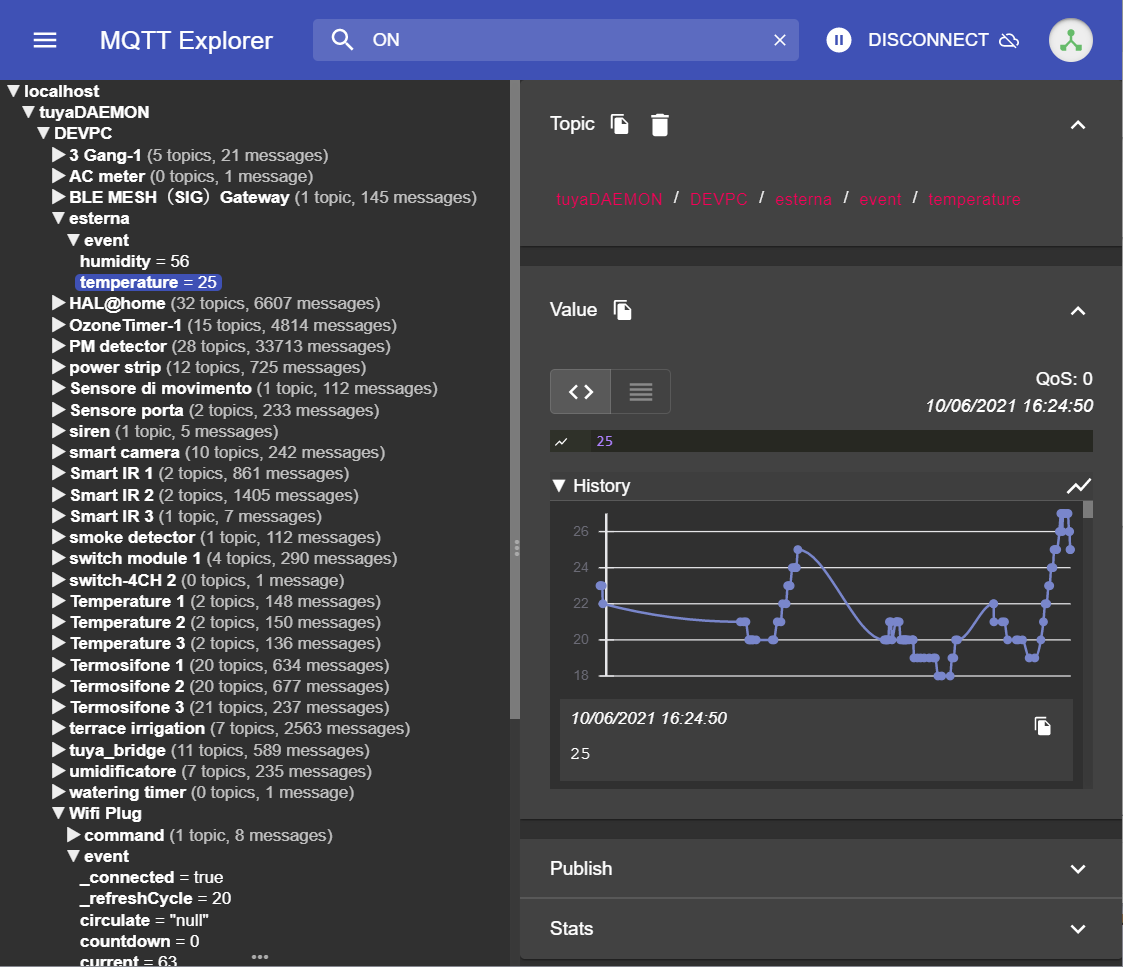 MQTT Explorer
ON
DISCONNECT
localhost
tuyaDAEMON
DEVPC
3 Gang-1 (5 topics, 21 messages)
AC meter (0 topics, 1 message)
BLE MESH（SIG）Gateway (1 topic, 145 messages)
esterna
event
humidity = 56
temperature = 25
HAL@home (32 topics, 6607 messages)
OzoneTimer-1 (15 topics, 4814 messages)
PM detector (28 topics, 33713 messages)
power strip (12 topics, 725 messages)
Sensore di movimento (1 topic, 112 messages)
Sensore porta (2 topics, 233 messages)
siren (1 topic, 5 messages)
smart camera (10 topics, 242 messages)
Smart IR 1 (2 topics, 861 messages)
Smart IR 2 (2 topics, 1405 messages)
Smart IR 3 (1 topic, 7 messages)
smoke detector (1 topic, 112 messages)
switch module 1 (4 topics, 290 messages)
switch-4CH 2 (0 topics, 1 message)
Temperature 1 (2 topics, 148 messages)
Temperature 2 (2 topics, 150 messages)
Temperature 3 (2 topics, 136 messages)
Termosifone 1 (20 topics, 634 messages)
Termosifone 2 (20 topics, 677 messages)
Termosifone 3 (21 topics, 237 messages)
terrace irrigation (7 topics, 2563 messages)
tuya_bridge (11 topics, 589 messages)
umidificatore (7 topics, 235 messages)
watering timer (0 topics, 1 message)
Wifi Plug
command (1 topic, 8 messages)
event
_connected = true
_refreshCycle = 20
circulate = "null"
countdown = 0
current = 63
Topic
tuyaDAEMON / DEVPC / esterna / event / temperature
Value
QoS: 0
10/06/2021 16:24:50
25
History
26
24
22
20
18
10/06/2021 16:24:50
25
Publish
Stats